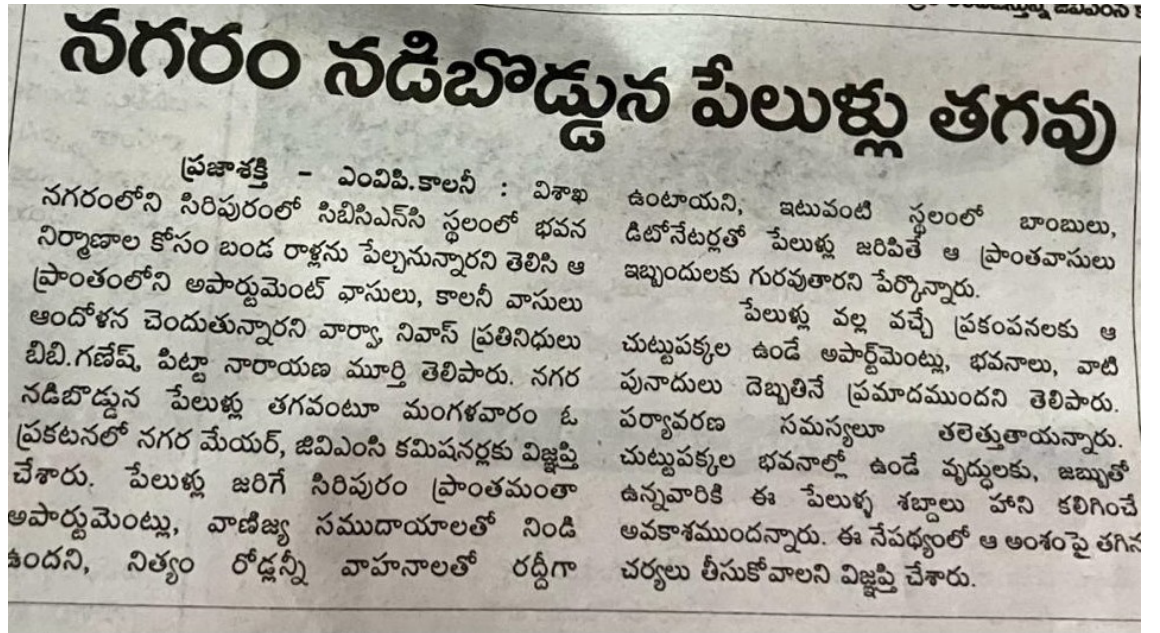 నగరం నడిబొడ్డున పేలుళ్లు తగవు
ప్రజాశక్తి - ఎంవిపి.కాలనీ : విశాఖ
నగరంలోని సిరిపురంలో సిబిసిఎన్‌సి స్థలంలో భవన
నిర్మాణాల కోసం బండ రాళ్లను పేల్చనున్నారని తెలిసి ఆ
ప్రాంతంలోని అపార్టుమెంట్ వాసులు, కాలనీ వాసులు
ఆందోళన చెందుతున్నారని వార్వా, నివాస్ ప్రతినిధులు
బిబి.గణేష్, పిట్టా నారాయణ మూర్తి తెలిపారు. నగర
నడిబొడ్డున పేలుళ్లు తగవంటూ మంగళవారం ఓ
ప్రకటనలో నగర మేయర్, జివిఎంసి కమిషనర్లకు విజ్ఞప్తి
చేశారు. పేలుళ్లు జరిగే సిరిపురం ప్రాంతమంతా
అపార్టుమెంట్లు, వాణిజ్య సముదాయాలతో నిండి
ఉందని, నిత్యం రోడ్లన్నీ వాహనాలతో రద్దీగా
ఉంటాయని, ఇటువంటి స్థలంలో బాంబులు,
డిటోనేటర్లతో పేలుళ్లు జరిపితే ఆ ప్రాంతవాసులు
ఇబ్బందులకు గురవుతారని పేర్కొన్నారు.
పేలుళ్లు వల్ల వచ్చే ప్రకంపనలకు ఆ
చుట్టుపక్కల ఉండే అపార్ట్‌మెంట్లు, భవనాలు, వాటి
పునాదులు దెబ్బతినే ప్రమాదముందని తెలిపారు.
పర్యావరణ సమస్యలూ తలెత్తుతాయన్నారు.
చుట్టుపక్కల భవనాల్లో ఉండే వృద్ధులకు, జబ్బుతో
ఉన్నవారికి ఈ పేలుళ్ళ శబ్దాలు హాని కలిగించే
అవకాశముందన్నారు. ఈ నేపథ్యంలో ఆ అంశంపై తగిన
చర్యలు తీసుకోవాలని విజ్ఞప్తి చేశారు.